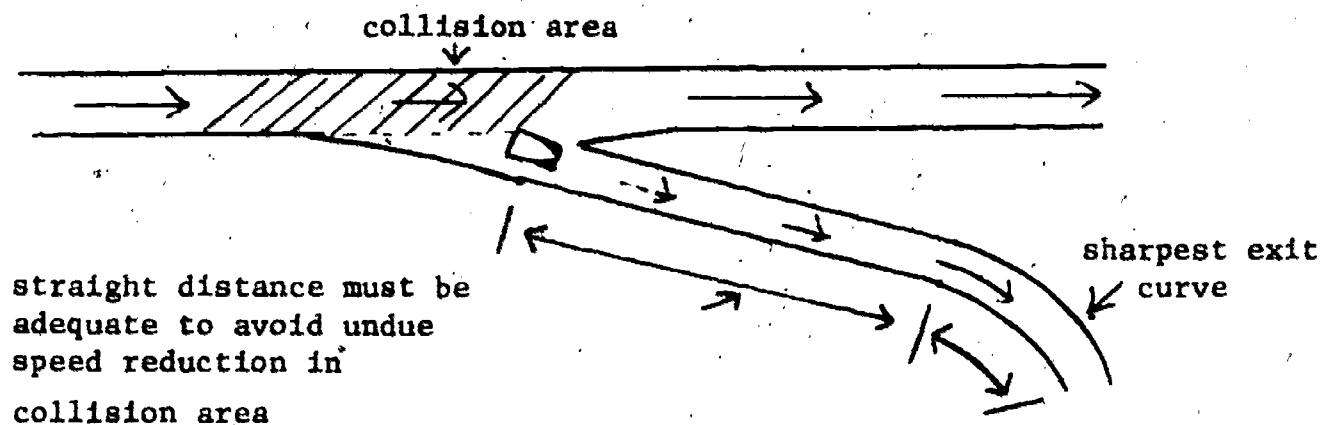 collision area
sharpest exit
curve
straight distance must be
adequate to avoid undue
speed reduction in
collision area